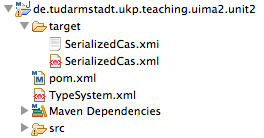 de.tudarmstadt.ukp.teaching.uima2.unit2
target
SerializedCas.xmi
SerializedCas.xml
pom.xml
TypeSystem.xml
Maven Dependencies
src